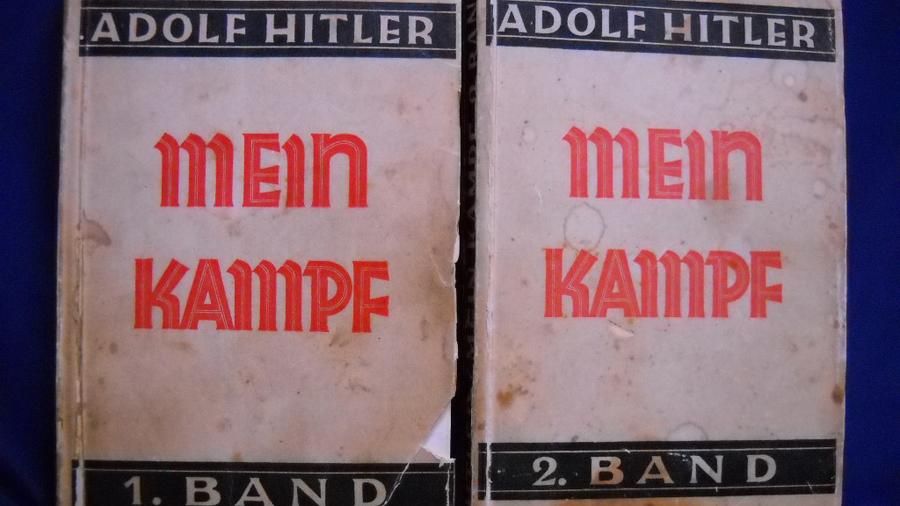 ADOLF HITLER
MEIN
KAMPF
1. BAND
ADOLF HITLER
MEIN
KAMPF
2. BAND